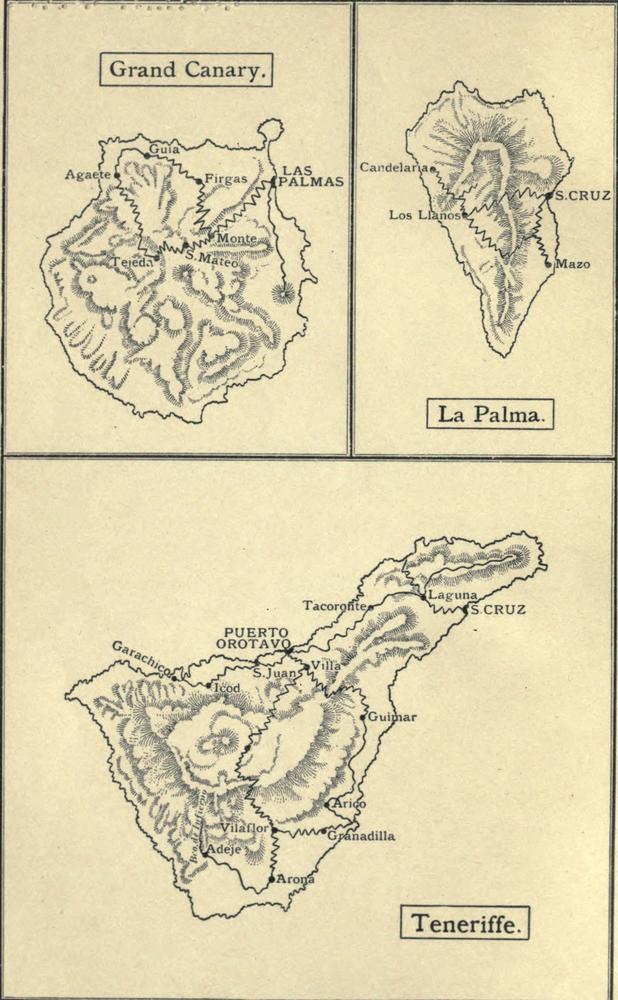 Grand Canary.
Guia
Agaete
Firgas
LAS
PALMAS
Monte
S. Mateo
Tejeda
Candelaria
S. CRUZ
Los Llanos
Mazo
La Palma.
Laguna
Tacoronte
S. CRUZ
PUERTO
OROTAVO
Garachico
S. Juan
Villa
Icod
Guimar
Arico
Vilaflor
Granadilla
Adeje
Arona
Teneriffe.